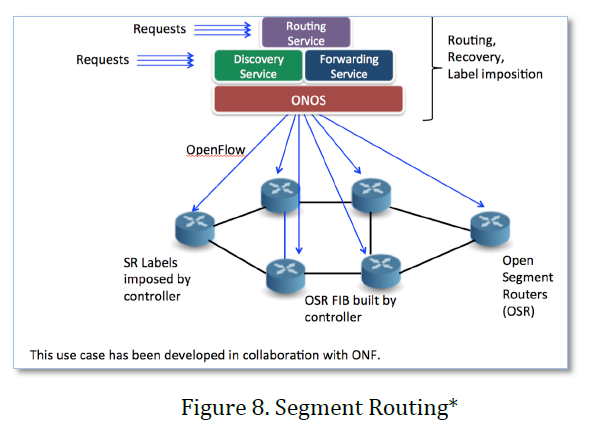 Requests
Routing
Service
Requests
Discovery
Service
Forwarding
Service
ONOS
Routing,
Recovery,
Label imposition
OpenFlow
SR Labels
imposed by
controller
OSR FIB built by
controller
Open
Segment
Routers
(OSR)
This use case has been developed in collaboration with ONF.
Figure 8. Segment Routing*